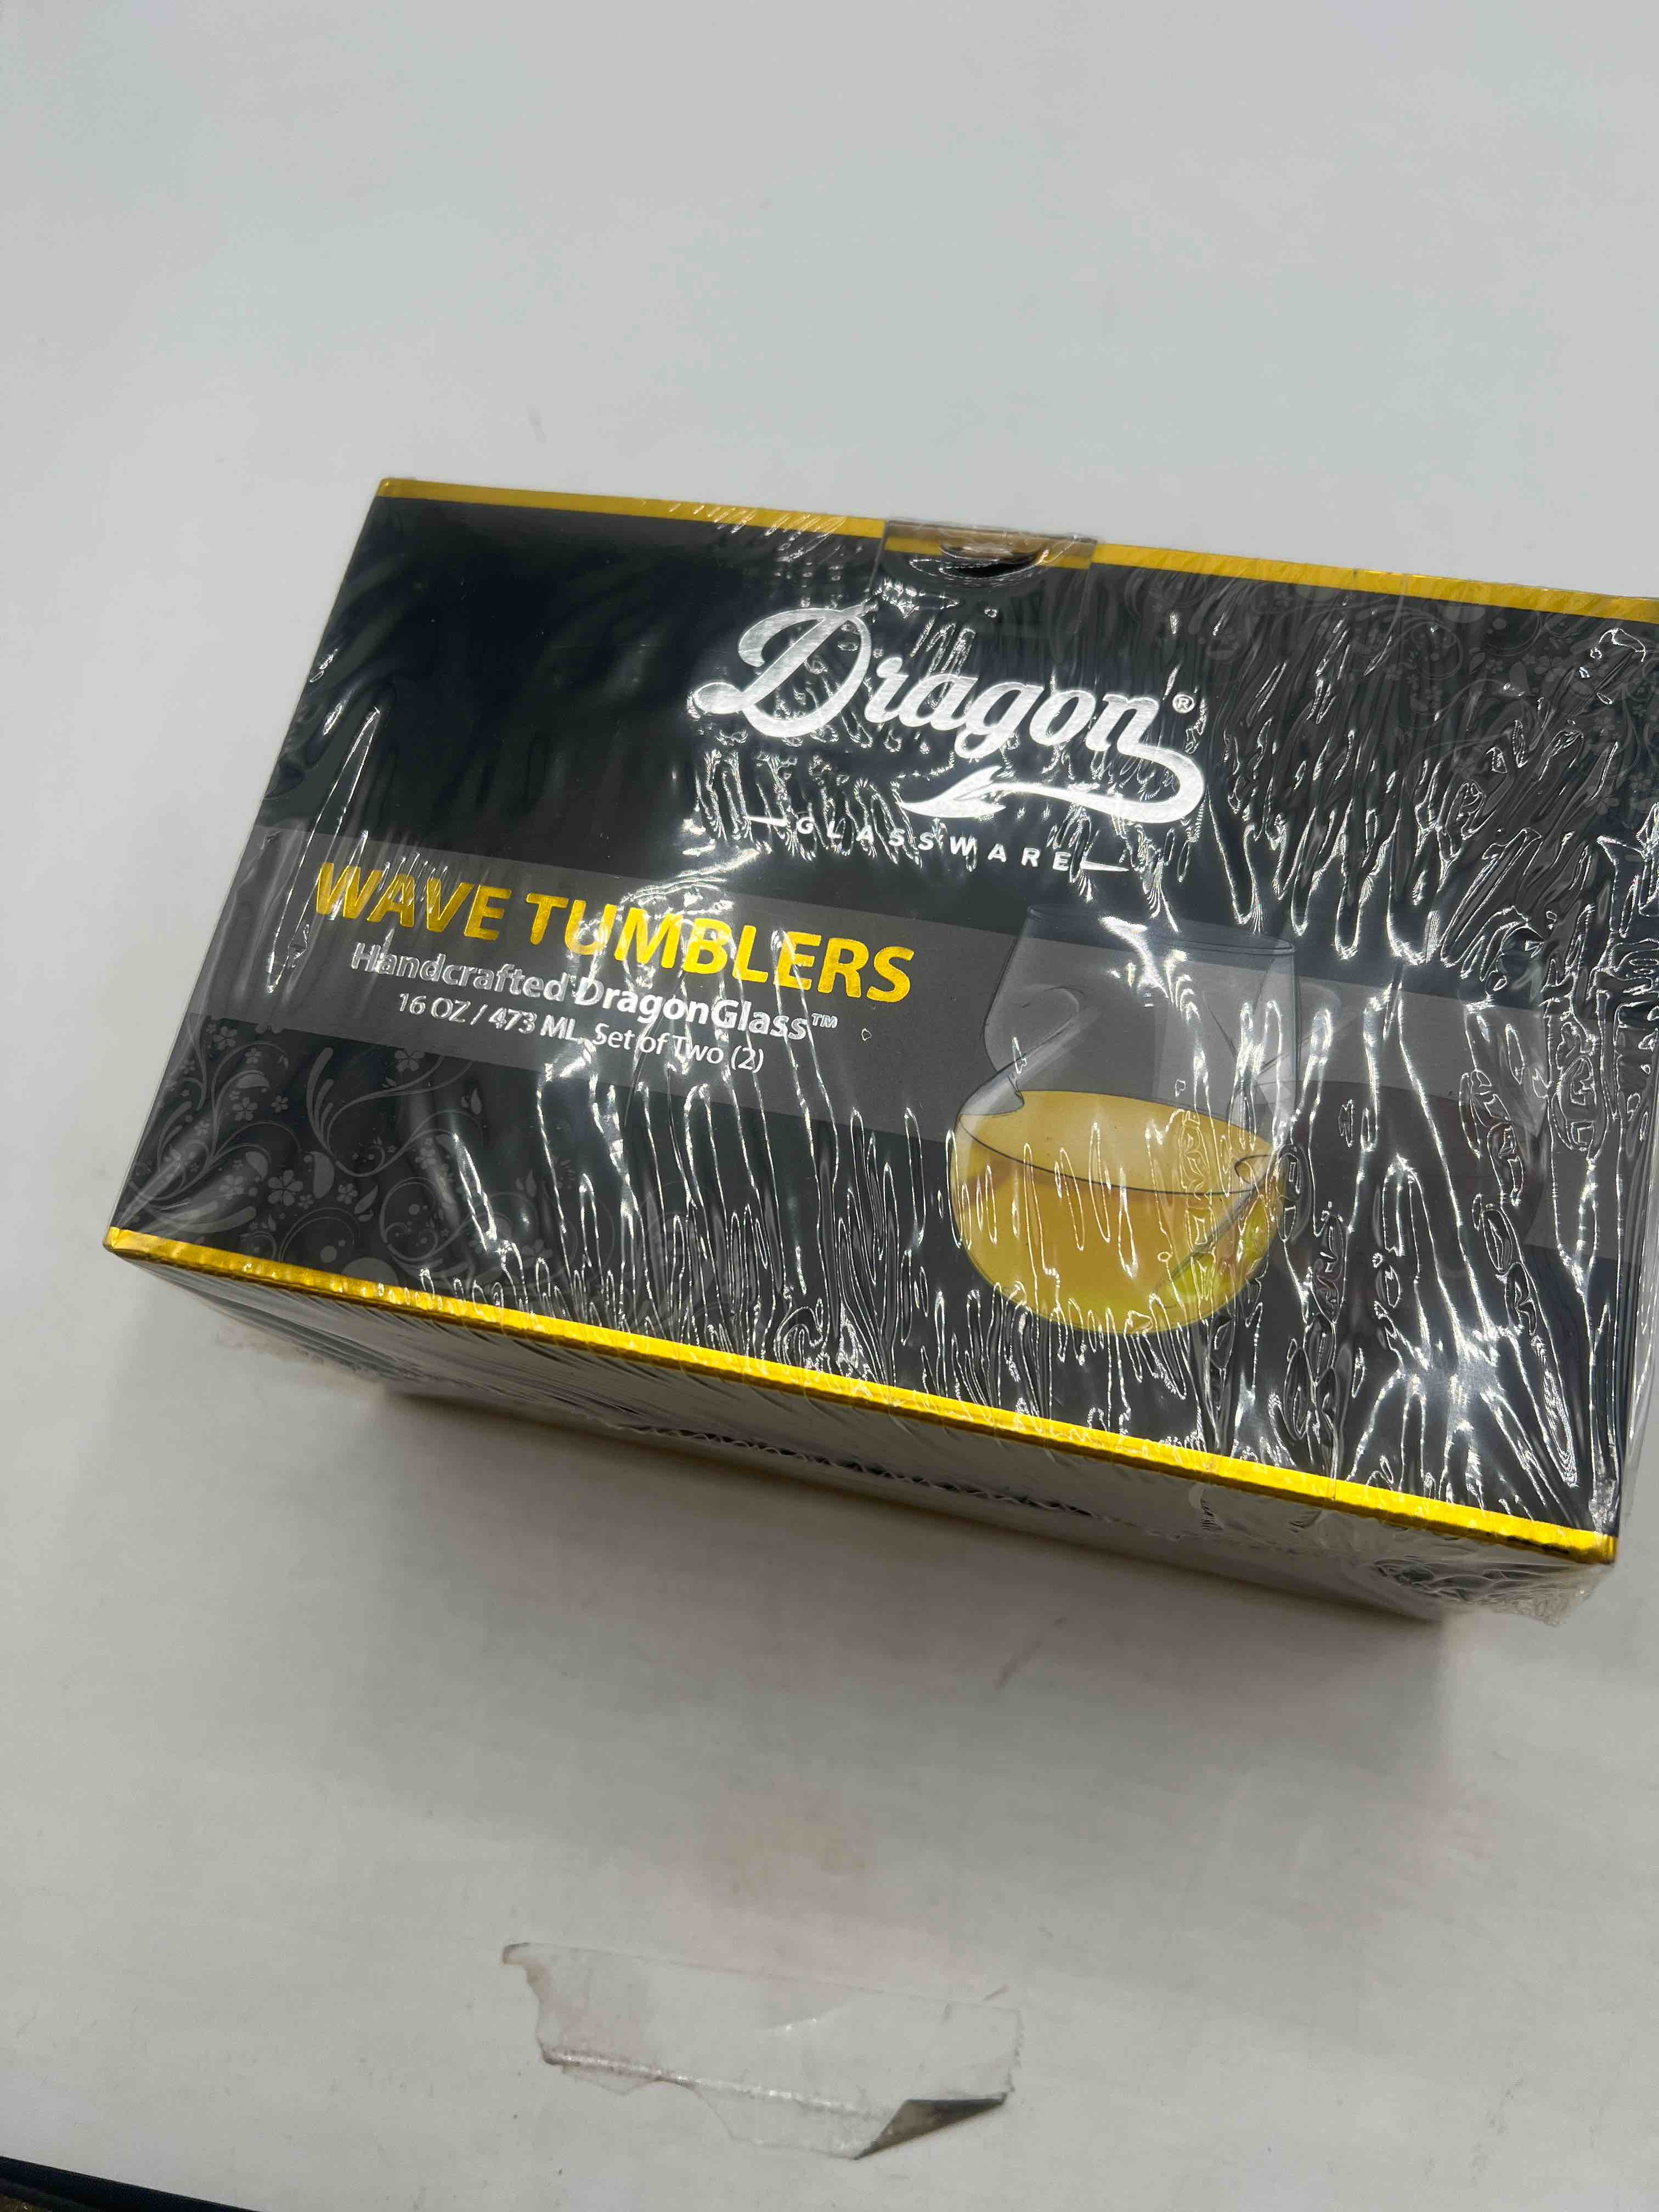 Dragon®
GLASSWARE
WAVE TUMBLERS
Handcrafted DragonGlass™
16 OZ / 473 ML, Set of Two (2)